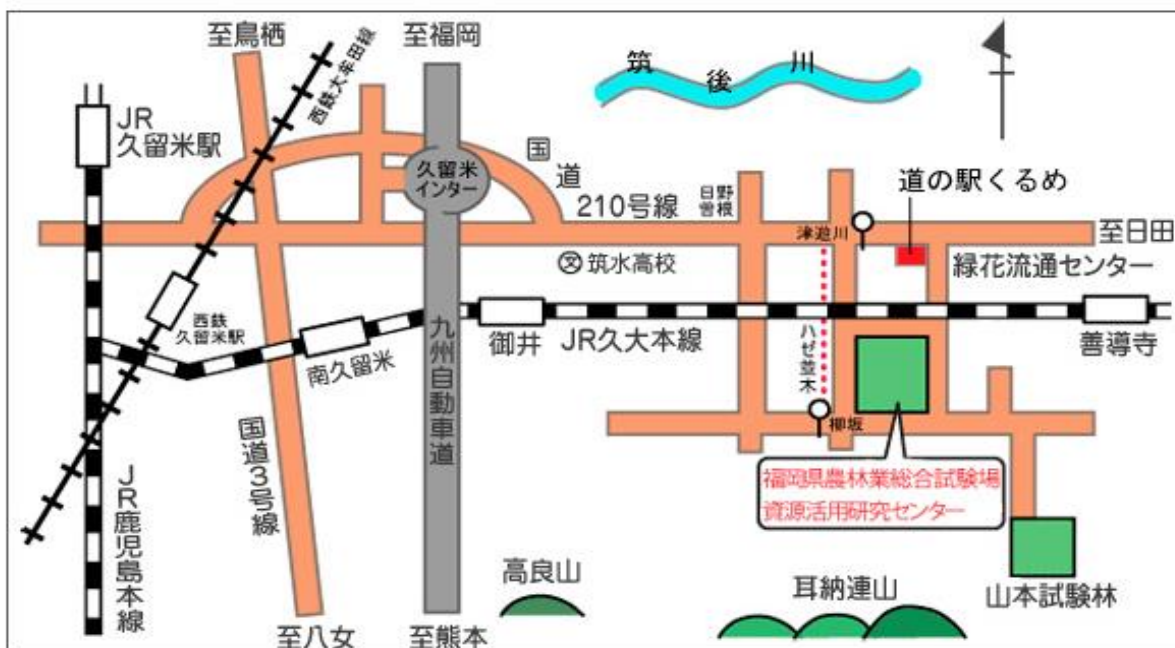 至鳥栖
至福岡
西鉄大牟田線
筑後川
JR
久留米駅
久留米
インター
国道
210号線
日野
曽根
道の駅くるめ
津遊川
至日田
緑花流通センター
筑水高校
西鉄
久留米駅
南久留米
九州自動車道
御井
JR久大本線
ハゼ並木
善導寺
国道3号線
柳坂
福岡県農林業総合試験場
資源活用研究センター
JR鹿児島本線
高良山
耳納連山
山本試験林
至八女
至熊本